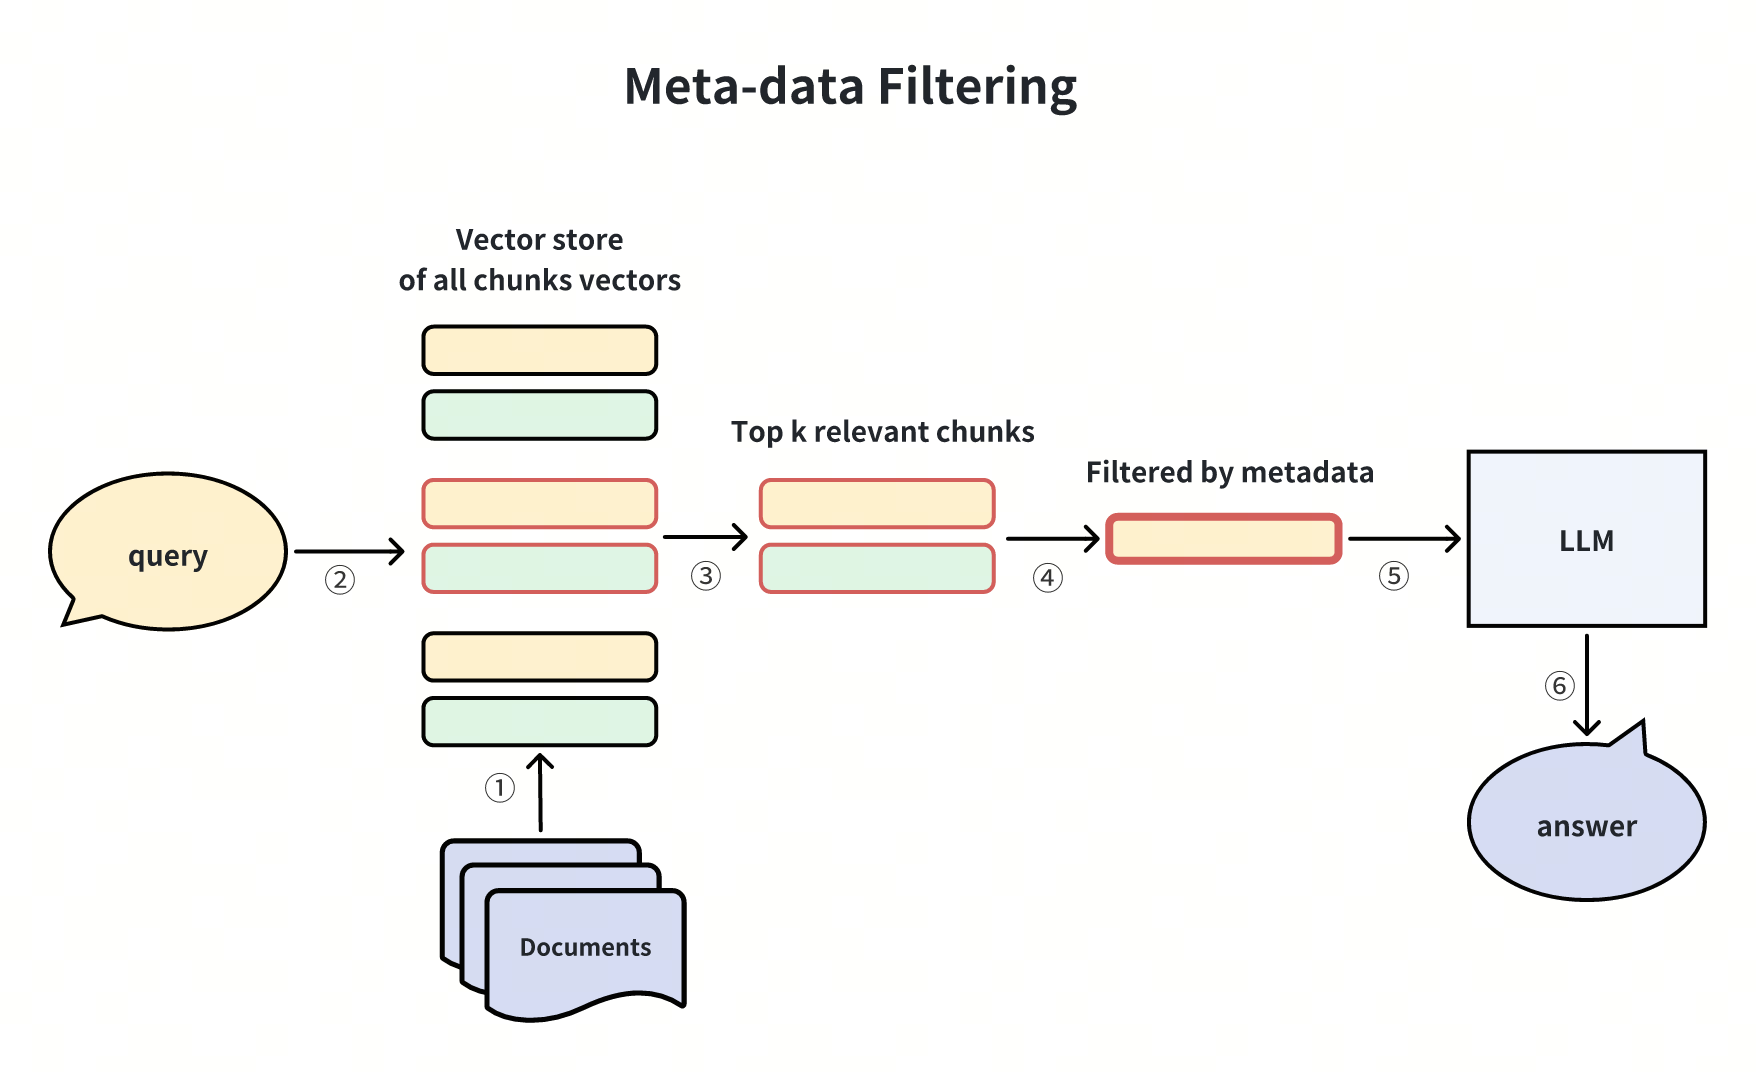 Meta-data Filtering
Vector store
of all chunks vectors
Top k relevant chunks
Filtered by metadata
query
②
③
④
⑤
LLM
⑥
①
answer
Documents